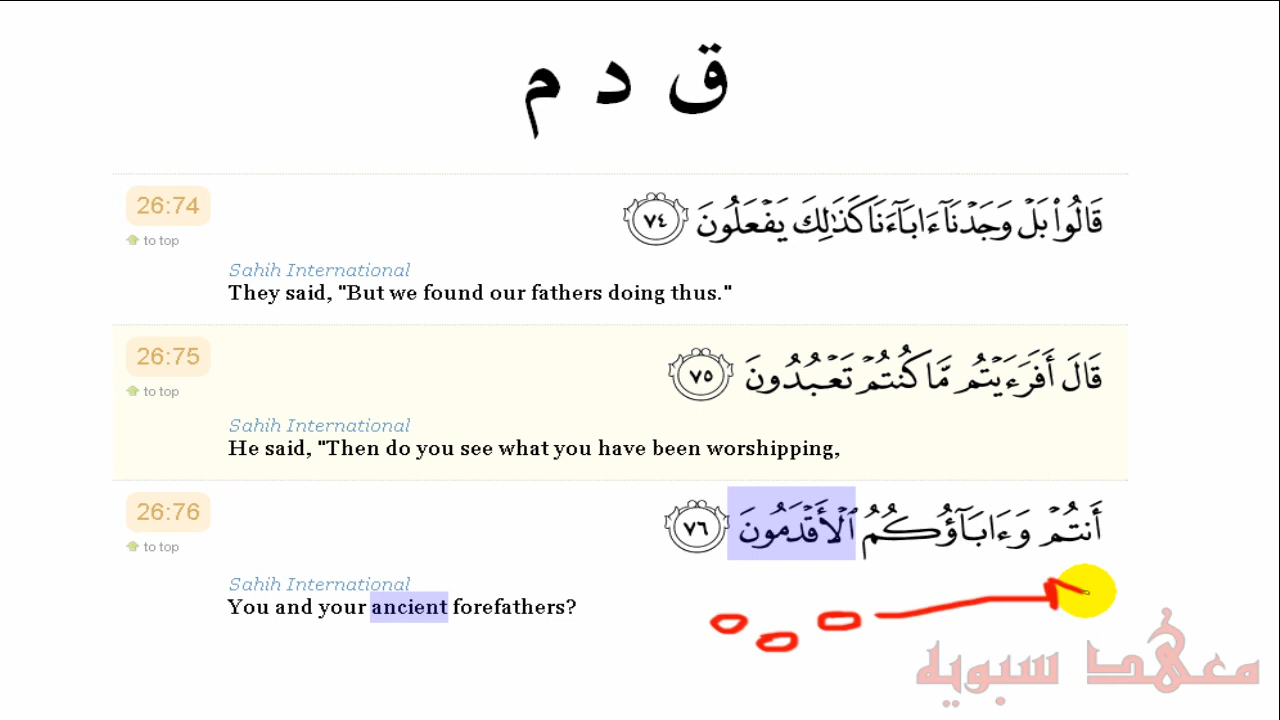 ق د م
26:74
قَالُوا۟ بَلْ وَجَدْنَآ ءَابَآءَنَا كَذَٰلِكَ يَفْعَلُونَ ٧٤
to top
Sahih International
They said, "But we found our fathers doing thus."
26:75
قَالَ أَفَرَءَيْتُم مَّا كُنتُمْ تَعْبُدُونَ ٧٥
to top
Sahih International
He said, "Then do you see what you have been worshipping,
26:76
أَنتُمْ وَءَابَآؤُكُمُ ٱلْأَقْدَمُونَ ٧٦
to top
Sahih International
You and your ancient forefathers?
معهد سيبويه